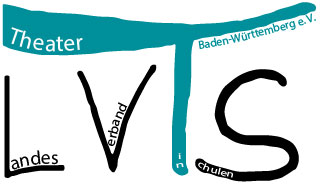 Theater
Baden-Württemberg e.V.
LVTS
Landes
Verband
in
Schulen